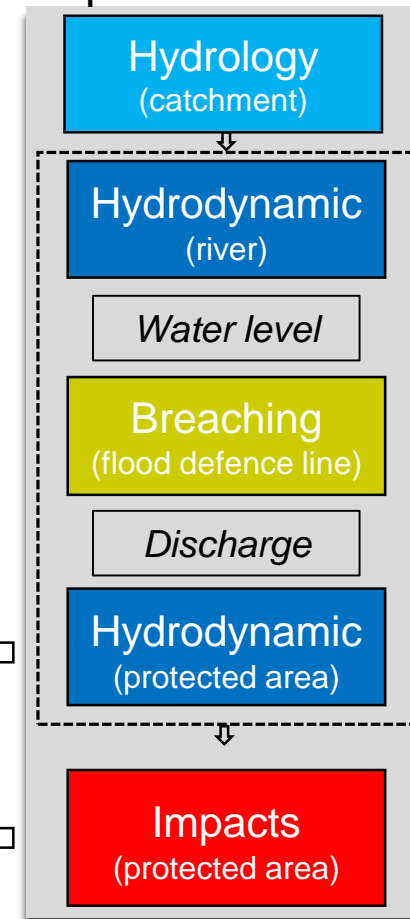 Hydrology
(catchment)
Hydrodynamic
(river)
Water level
Breaching
(flood defence line)
Discharge
Hydrodynamic
(protected area)
Impacts
(protected area)